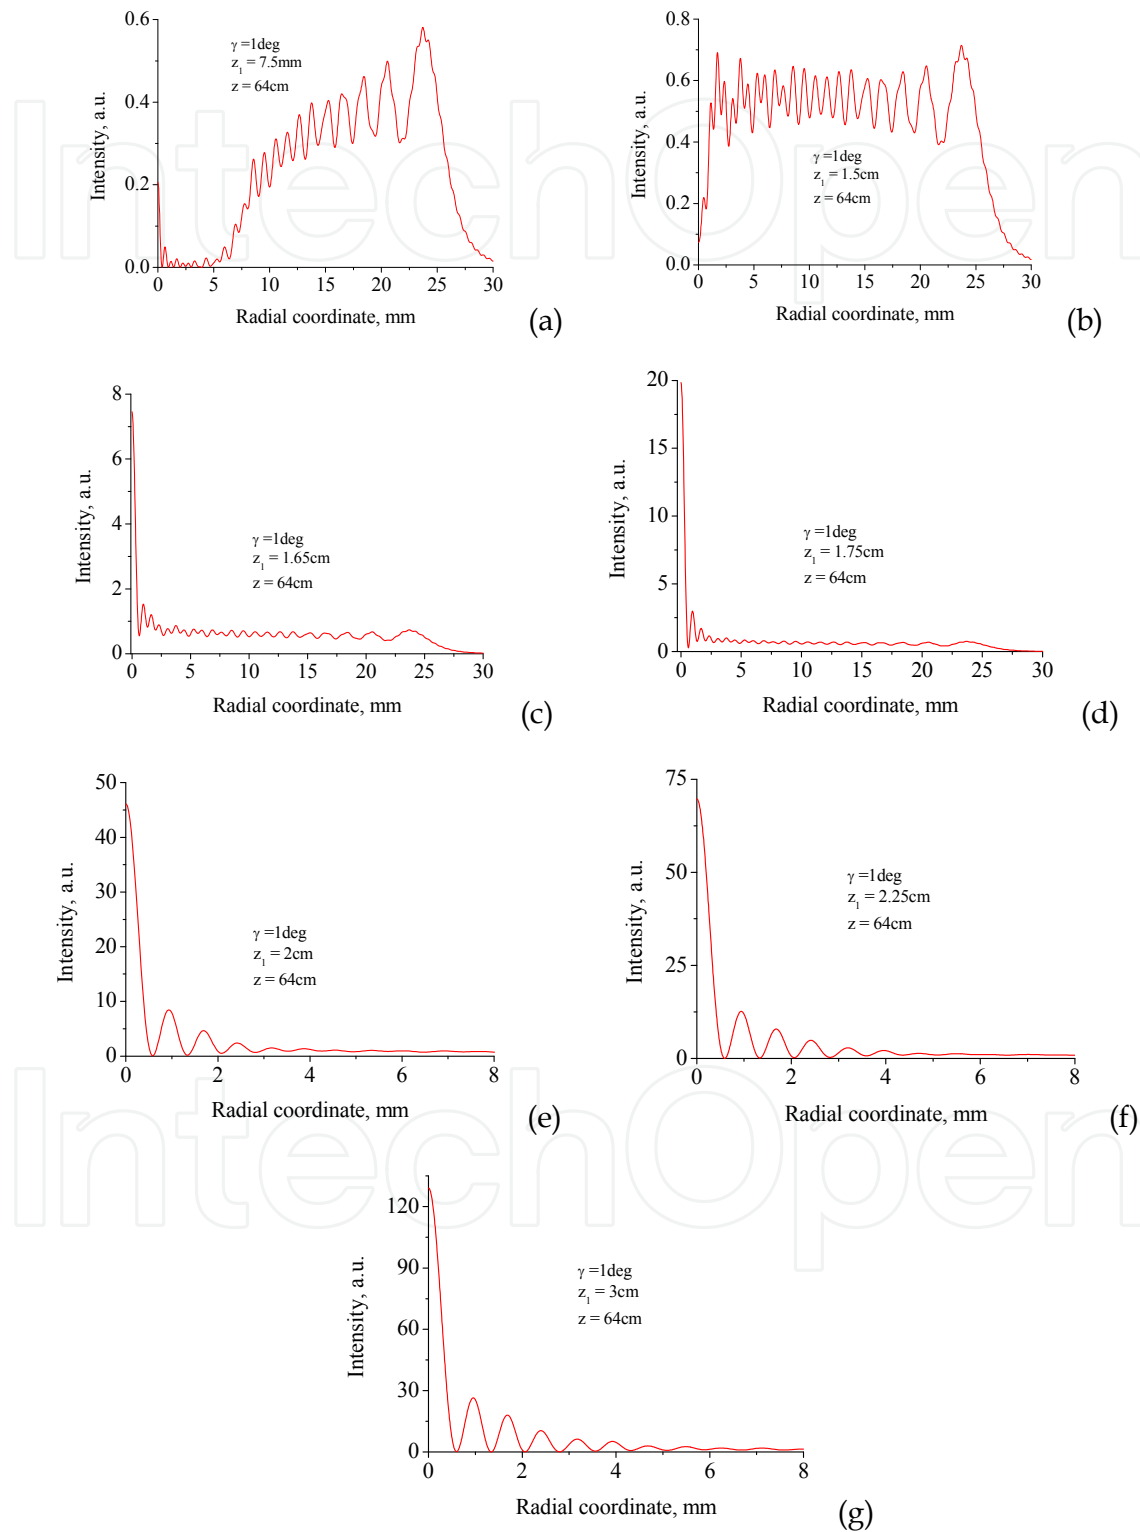 0.6
0.4
0.2
0.0
0 5 10 15 20 25 30
Intensity, a.u.
Radial coordinate, mm
γ =1deg
z1 = 7.5mm
z = 64cm
(a)
0.8
0.6
0.4
0.2
0.0
0 5 10 15 20 25 30
Intensity, a.u.
Radial coordinate, mm
γ =1deg
z1 = 1.5cm
z = 64cm
(b)
8
6
4
2
0
0 5 10 15 20 25 30
Intensity, a.u.
Radial coordinate, mm
γ =1deg
z1 = 1.65cm
z = 64cm
(c)
20
15
10
5
0
0 5 10 15 20 25 30
Intensity, a.u.
Radial coordinate, mm
γ =1deg
z1 = 1.75cm
z = 64cm
(d)
50
40
30
20
10
0
0 2 4 6 8
Intensity, a.u.
Radial coordinate, mm
γ =1deg
z1 = 2cm
z = 64cm
(e)
75
50
25
0
0 2 4 6 8
Intensity, a.u.
Radial coordinate, mm
γ =1deg
z1 = 2.25cm
z = 64cm
(f)
120
90
60
30
0
0 2 4 6 8
Intensity, a.u.
Radial coordinate, mm
γ =1deg
z1 = 3cm
z = 64cm
(g)
IntechOpen
IntechOpen